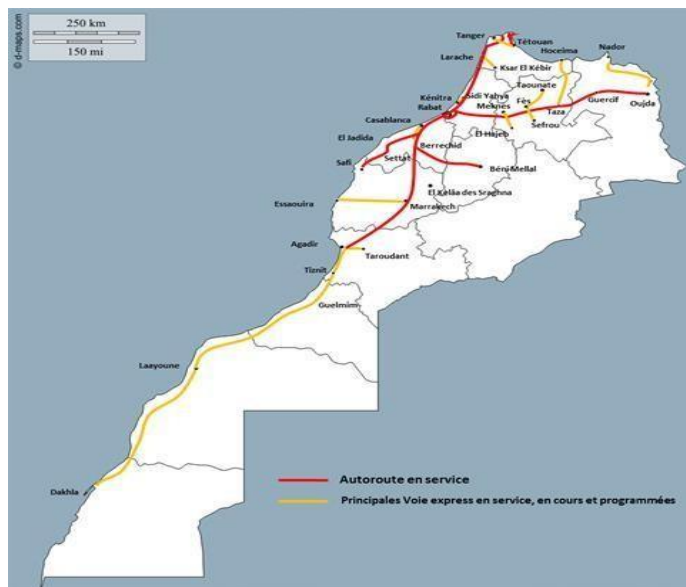 © d-maps.com
250 km
150 mi
Tanger
Tétouan
Hoceima
Nador
Larache
Ksar El Kébir
Taounate
Sidi Yahya
Kénitra
Rabat
Meknès
Fès
Guercif
Taza
Oujda
Casablanca
El Hajeb
Sefrou
El Jadida
Berrechid
Settat
Safi
Béni Mellal
El Kelâa des Sraghna
Essaouira
Marrakech
Agadir
Taroudant
Tiznit
Guelmim
Laayoune
Dakhla
Autoroute en service
Principales Voie express en service, en cours et programmées